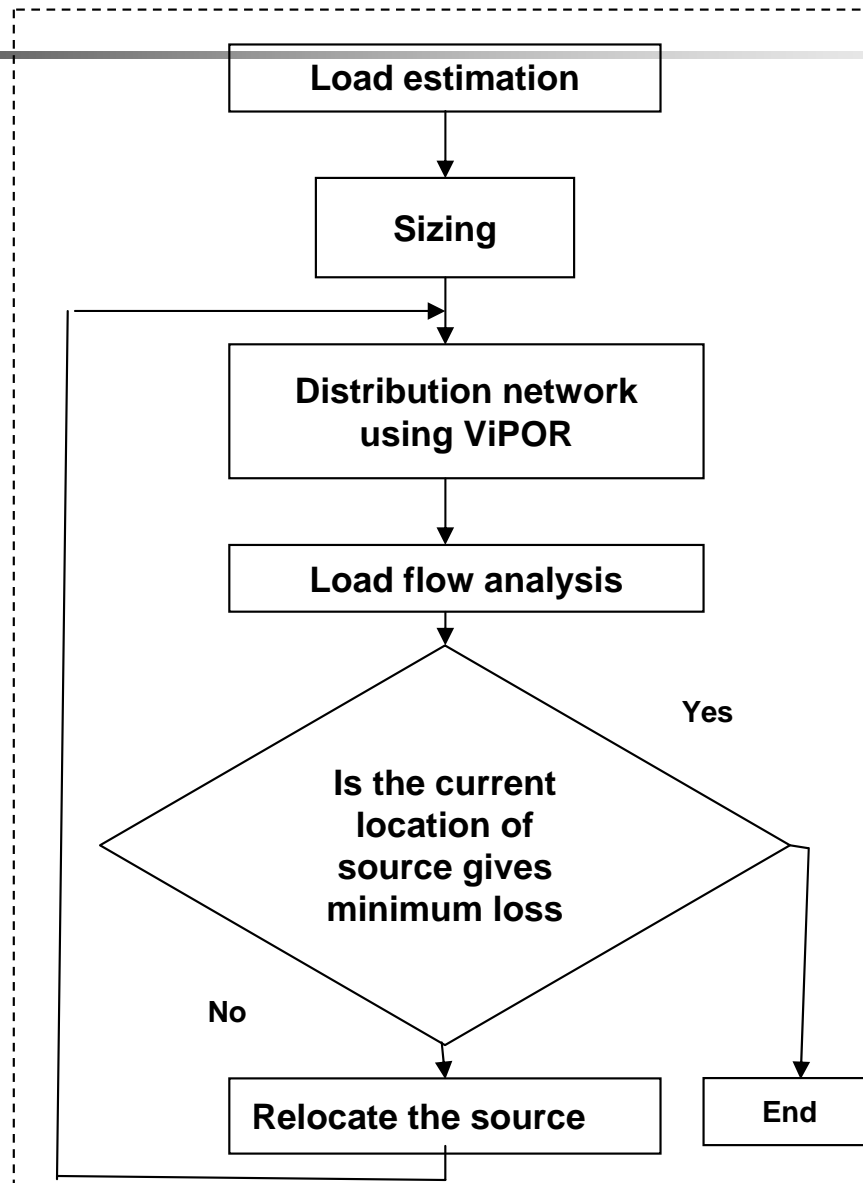 Load estimation
Sizing
Distribution network
using ViPOR
Load flow analysis
Yes
Is the current
location of
source gives
minimum loss
No
Relocate the source
End